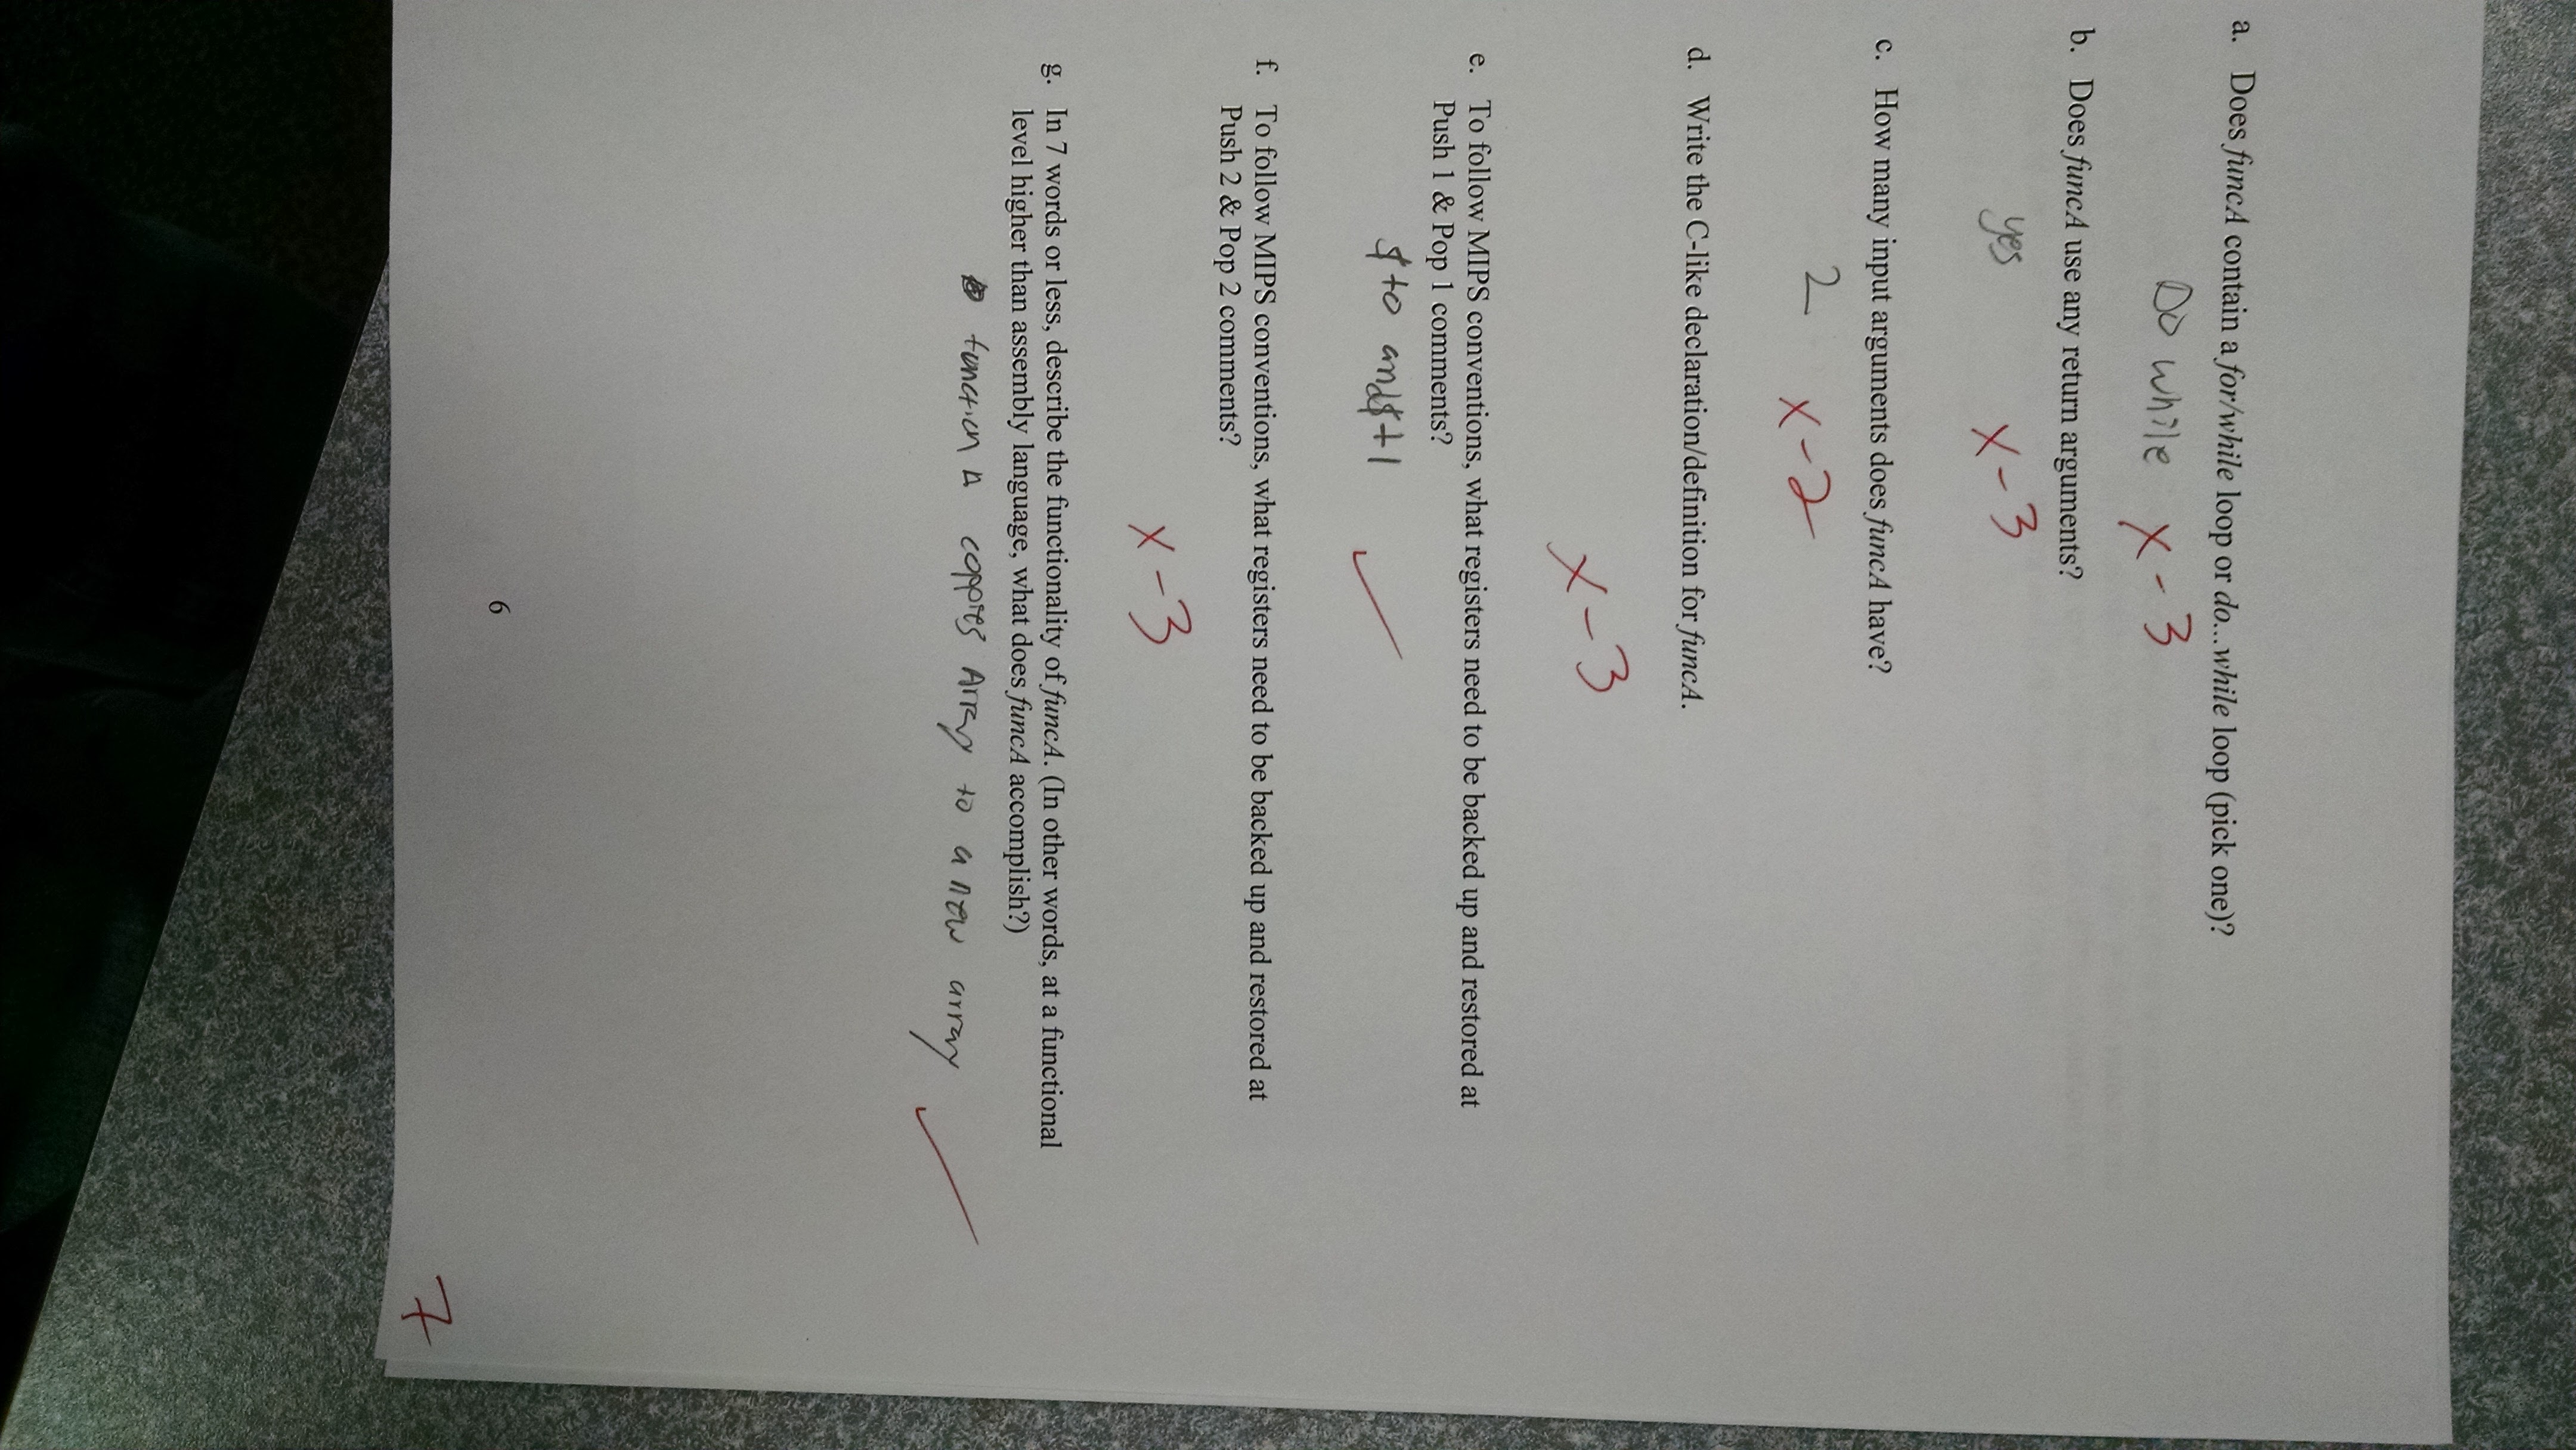 a. Does funcA contain a for/while loop or do...while loop (pick one)?
Do while X -3
b. Does funcA use any return arguments?
yes X -3
c. How many input arguments does funcA have?
2 X -2
d. Write the C-like declaration/definition for funcA.
X -3
e. To follow MIPS conventions, what registers need to be backed up and restored at
Push 1 & Pop 1 comments?
$t0 and $t1 ✓
f. To follow MIPS conventions, what registers need to be backed up and restored at
Push 2 & Pop 2 comments?
X -3
g. In 7 words or less, describe the functionality of funcA. (In other words, at a functional
level higher than assembly language, what does funcA accomplish?)
function A coppies Array to a new array ✓
6
7